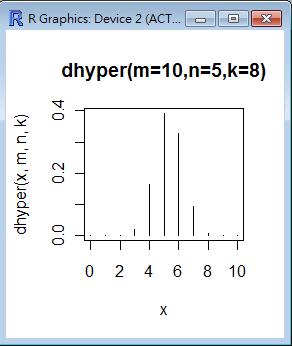 R Graphics: Device 2 (ACT...
dhyper(m=10,n=5,k=8)
dhyper(x, m, n, k)
0.4
0.2
0.0
0 2 4 6 8 10
x